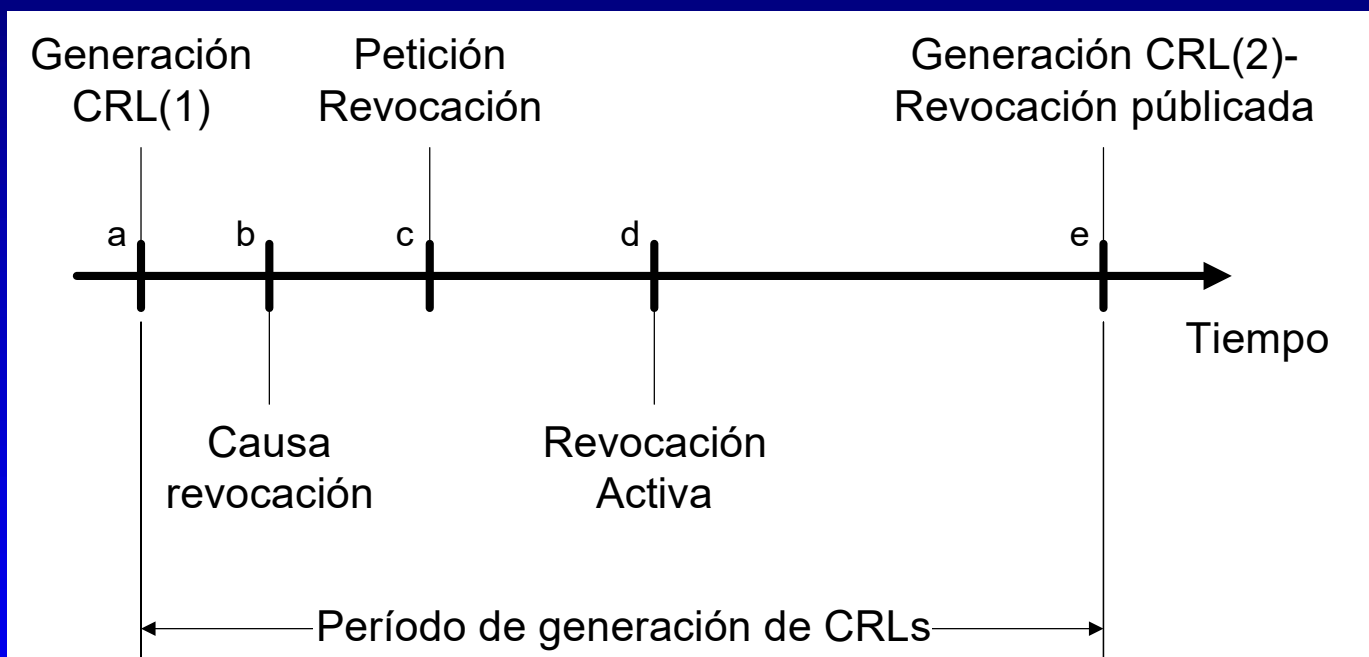 Generación
CRL(1)
Petición
Revocación
Generación CRL(2)-
Revocación públicada
a
b
c
d
e
Tiempo
Causa
revocación
Revocación
Activa
Período de generación de CRLs